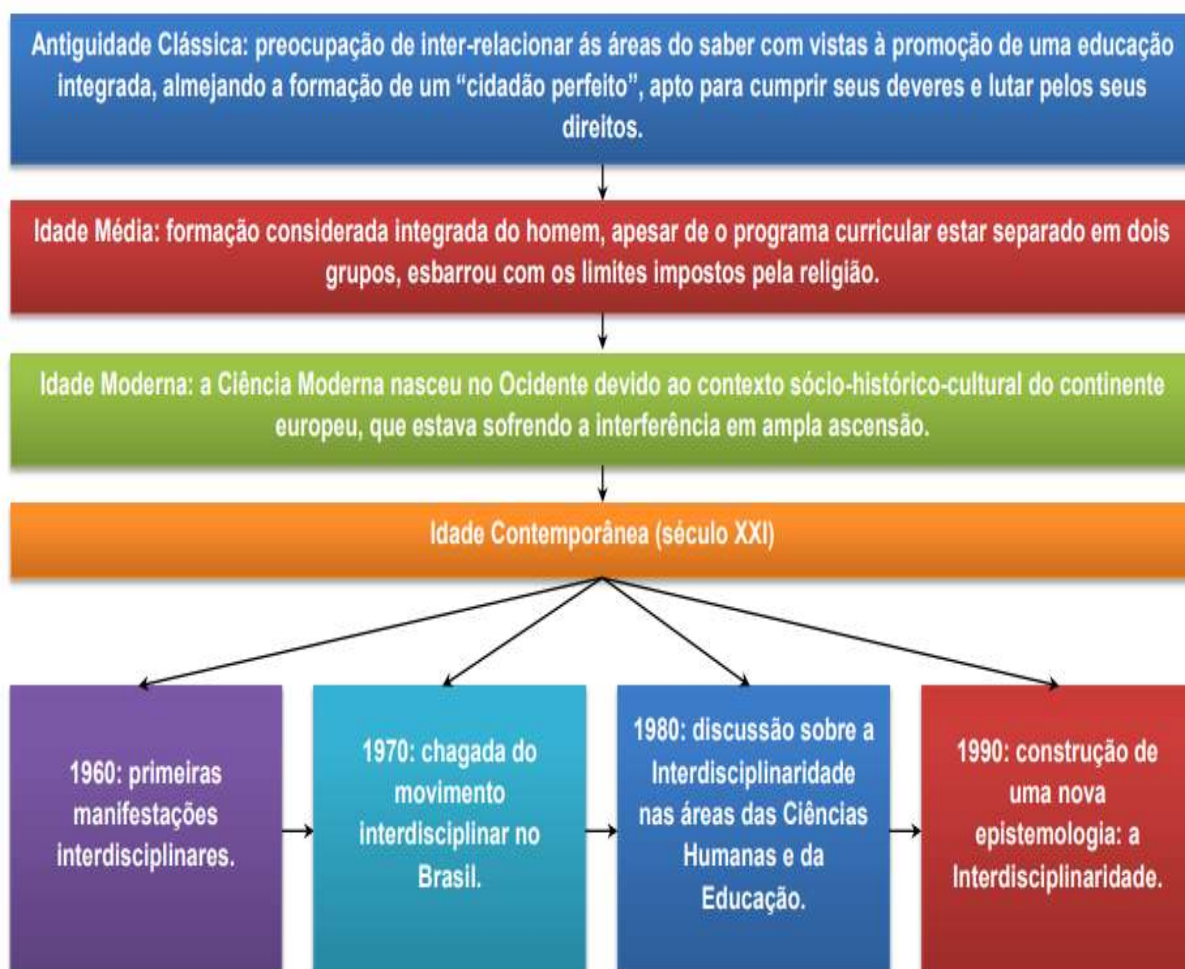 Antiguidade Clássica: preocupação de inter-relacionar ás áreas do saber com vistas à promoção de uma educação
integrada, almejando a formação de um “cidadão perfeito”, apto para cumprir seus deveres e lutar pelos seus
direitos.
Idade Média: formação considerada integrada do homem, apesar de o programa curricular estar separado em dois
grupos, esbarrou com os limites impostos pela religião.
Idade Moderna: a Ciência Moderna nasceu no Ocidente devido ao contexto sócio-histórico-cultural do continente
europeu, que estava sofrendo a interferência em ampla ascensão.
Idade Contemporânea (século XXI)
1960: primeiras
manifestações
interdisciplinares.
1970: chagada do
movimento
interdisciplinar no
Brasil.
1980: discussão sobre a
Interdisciplinaridade
nas áreas das Ciências
Humanas e da
Educação.
1990: construção de
uma nova
epistemologia: a
Interdisciplinaridade.